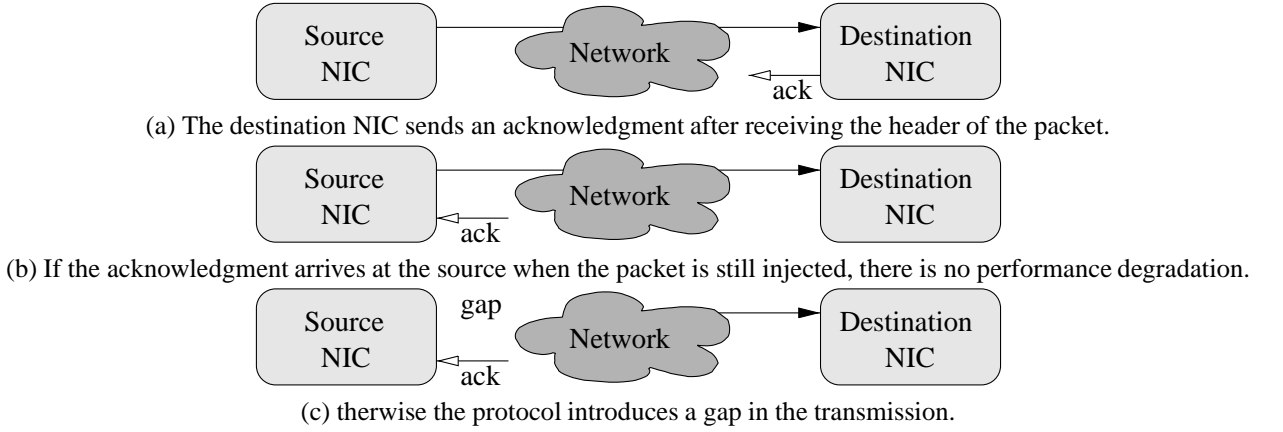 Source
NIC
Network
Destination
NIC
ack
(a) The destination NIC sends an acknowledgment after receiving the header of the packet.
Source
NIC
Network
Destination
NIC
ack
(b) If the acknowledgment arrives at the source when the packet is still injected, there is no performance degradation.
Source
NIC
gap
Network
Destination
NIC
ack
(c) therwise the protocol introduces a gap in the transmission.